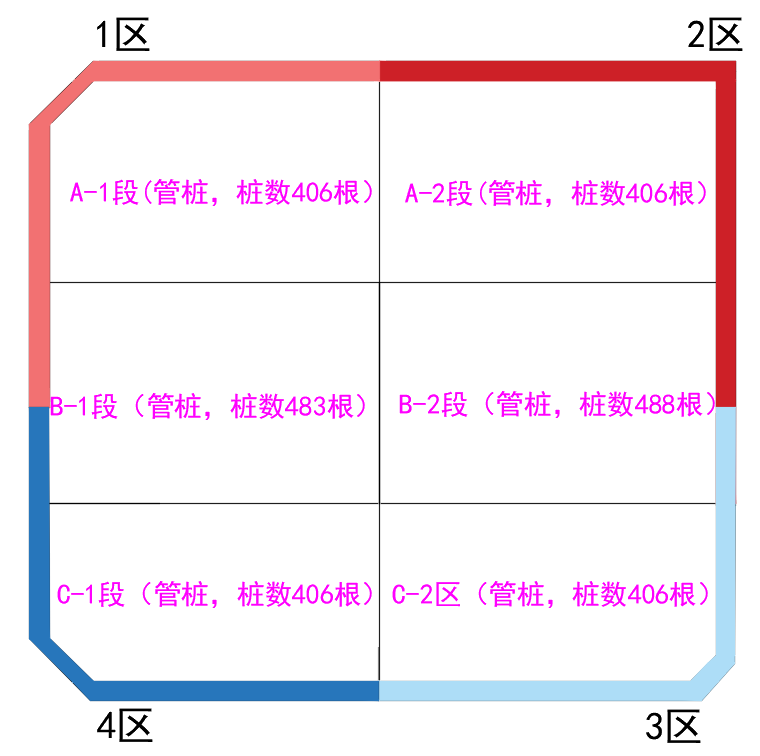 1区
2区
A-1段(管桩，桩数406根）
A-2段(管桩，桩数406根）
B-1段（管桩，桩数483根）
B-2段（管桩，桩数488根）
C-1段（管桩，桩数406根）
C-2区（管桩，桩数406根）
4区
3区